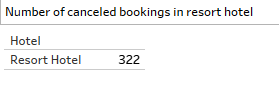 Number of canceled bookings in resort hotel
Hotel
Resort Hotel 322